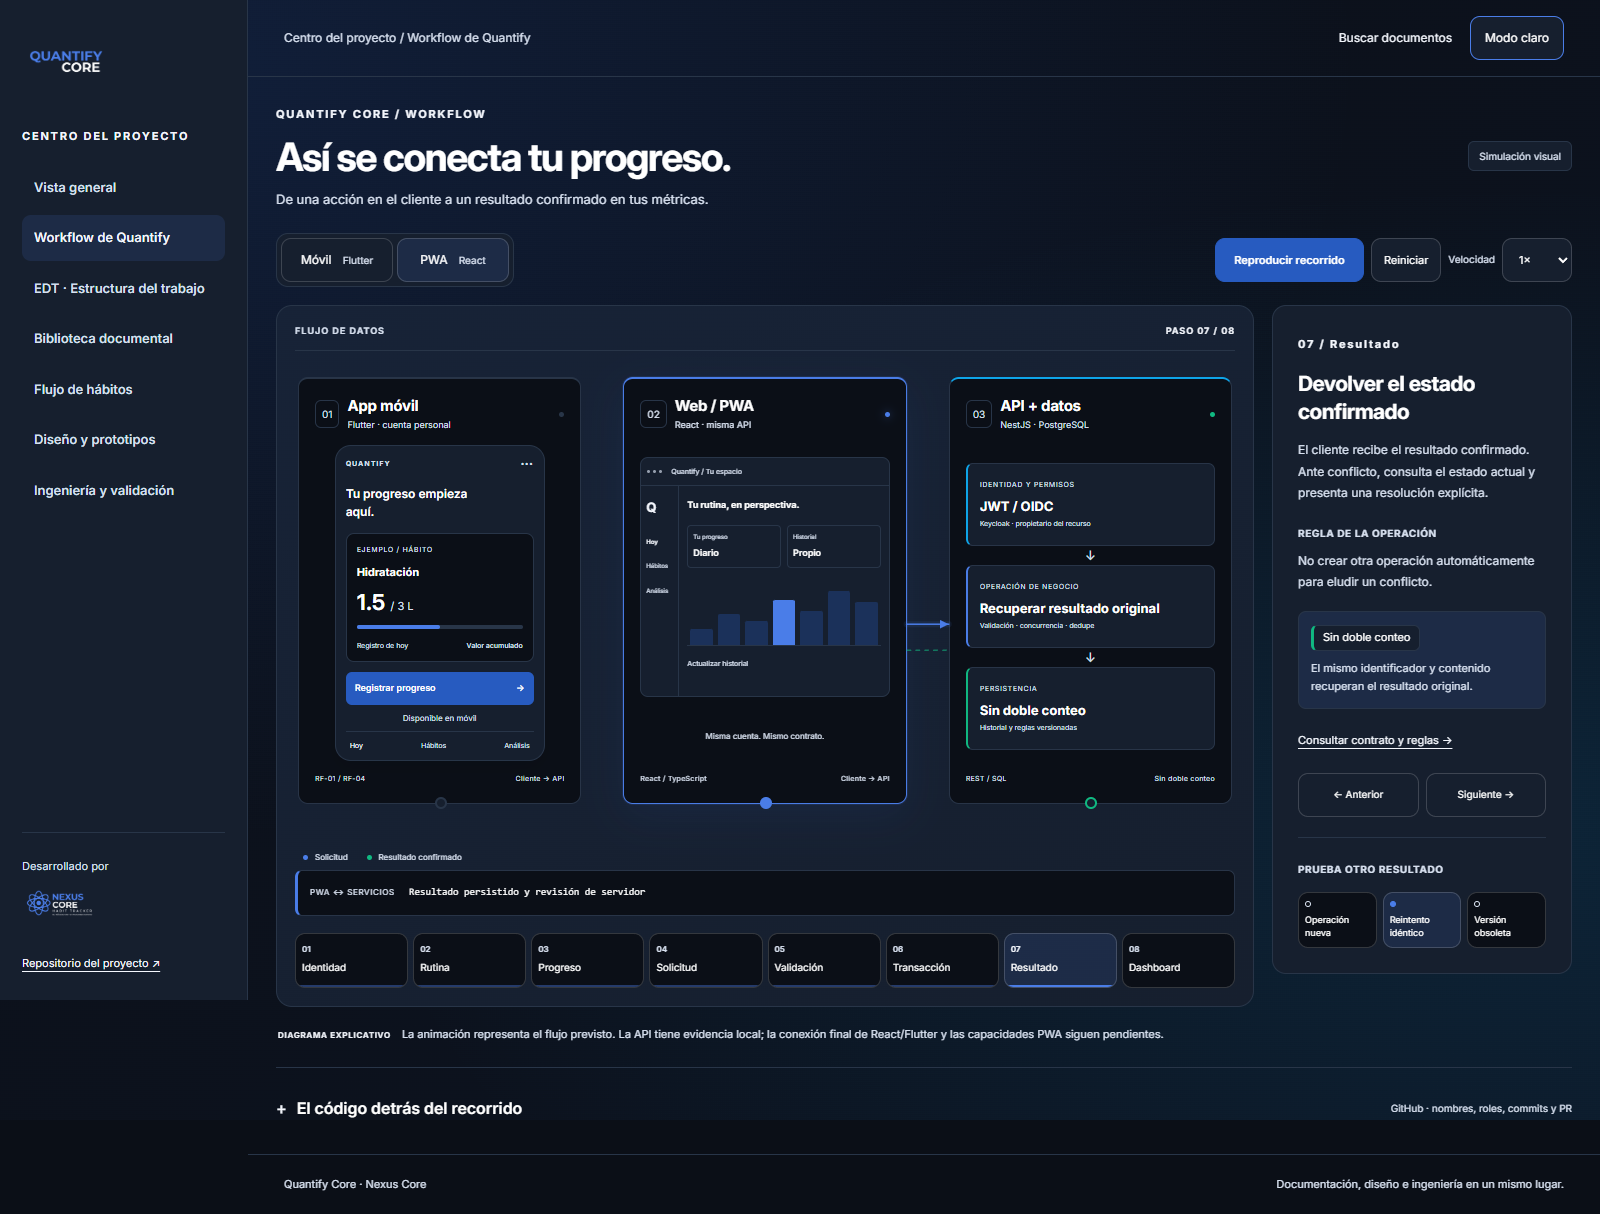 QUANTIFY
CORE
CENTRO DEL PROYECTO
Vista general
Workflow de Quantify
EDT · Estructura del trabajo
Biblioteca documental
Flujo de hábitos
Diseño y prototipos
Ingeniería y validación
Desarrollado por
NEXUS
CORE
Repositorio del proyecto ↗
Centro del proyecto / Workflow de Quantify
Buscar documentos
Modo claro
QUANTIFY CORE / WORKFLOW
Así se conecta tu progreso.
De una acción en el cliente a un resultado confirmado en tus métricas.
Simulación visual
Móvil Flutter
PWA React
Reproducir recorrido
Reiniciar
Velocidad
1×
FLUJO DE DATOS
PASO 07 / 08
01
App móvil
Flutter · cuenta personal
QUANTIFY
Tu progreso empieza
aquí.
EJEMPLO / HÁBITO
Hidratación
1.5 / 3 L
Registro de hoy
Valor acumulado
Registrar progreso →
Disponible en móvil
Hoy
Hábitos
Análisis
RF-01 / RF-04
Cliente → API
02
Web / PWA
React · misma API
Quantify / Tu espacio
Q
Hoy
Hábitos
Análisis
Tu rutina, en perspectiva.
Tu progreso
Diario
Historial
Propio
Actualizar historial
Misma cuenta. Mismo contrato.
React / TypeScript
Cliente → API
03
API + datos
NestJS · PostgreSQL
IDENTIDAD Y PERMISOS
JWT / OIDC
Keycloak · propietario del recurso
↓
OPERACIÓN DE NEGOCIO
Recuperar resultado original
Validación · concurrencia · dedupe
↓
PERSISTENCIA
Sin doble conteo
Historial y reglas versionadas
REST / SQL
Sin doble conteo
Solicitud
Resultado confirmado
PWA ↔ SERVICIOS
Resultado persistido y revisión de servidor
01
Identidad
02
Rutina
03
Progreso
04
Solicitud
05
Validación
06
Transacción
07
Resultado
08
Dashboard
07 / Resultado
Devolver el estado
confirmado
El cliente recibe el resultado confirmado.
Ante conflicto, consulta el estado actual y
presenta una resolución explícita.
REGLA DE LA OPERACIÓN
No crear otra operación automáticamente
para eludir un conflicto.
Sin doble conteo
El mismo identificador y contenido
recuperan el resultado original.
Consultar contrato y reglas →
← Anterior
Siguiente →
PRUEBA OTRO RESULTADO
Operación
nueva
Reintento
idéntico
Versión
obsoleta
DIAGRAMA EXPLICATIVO
La animación representa el flujo previsto. La API tiene evidencia local; la conexión final de React/Flutter y las capacidades PWA siguen pendientes.
+ El código detrás del recorrido
GitHub · nombres, roles, commits y PR
Quantify Core · Nexus Core
Documentación, diseño e ingeniería en un mismo lugar.